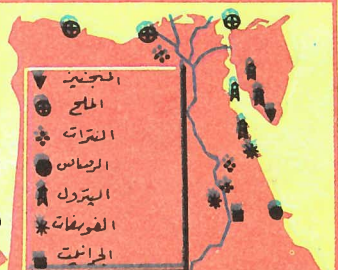 المنجنيز
الملح
النترات
الرصاص
البترول
الفوسفات
الجرانيت